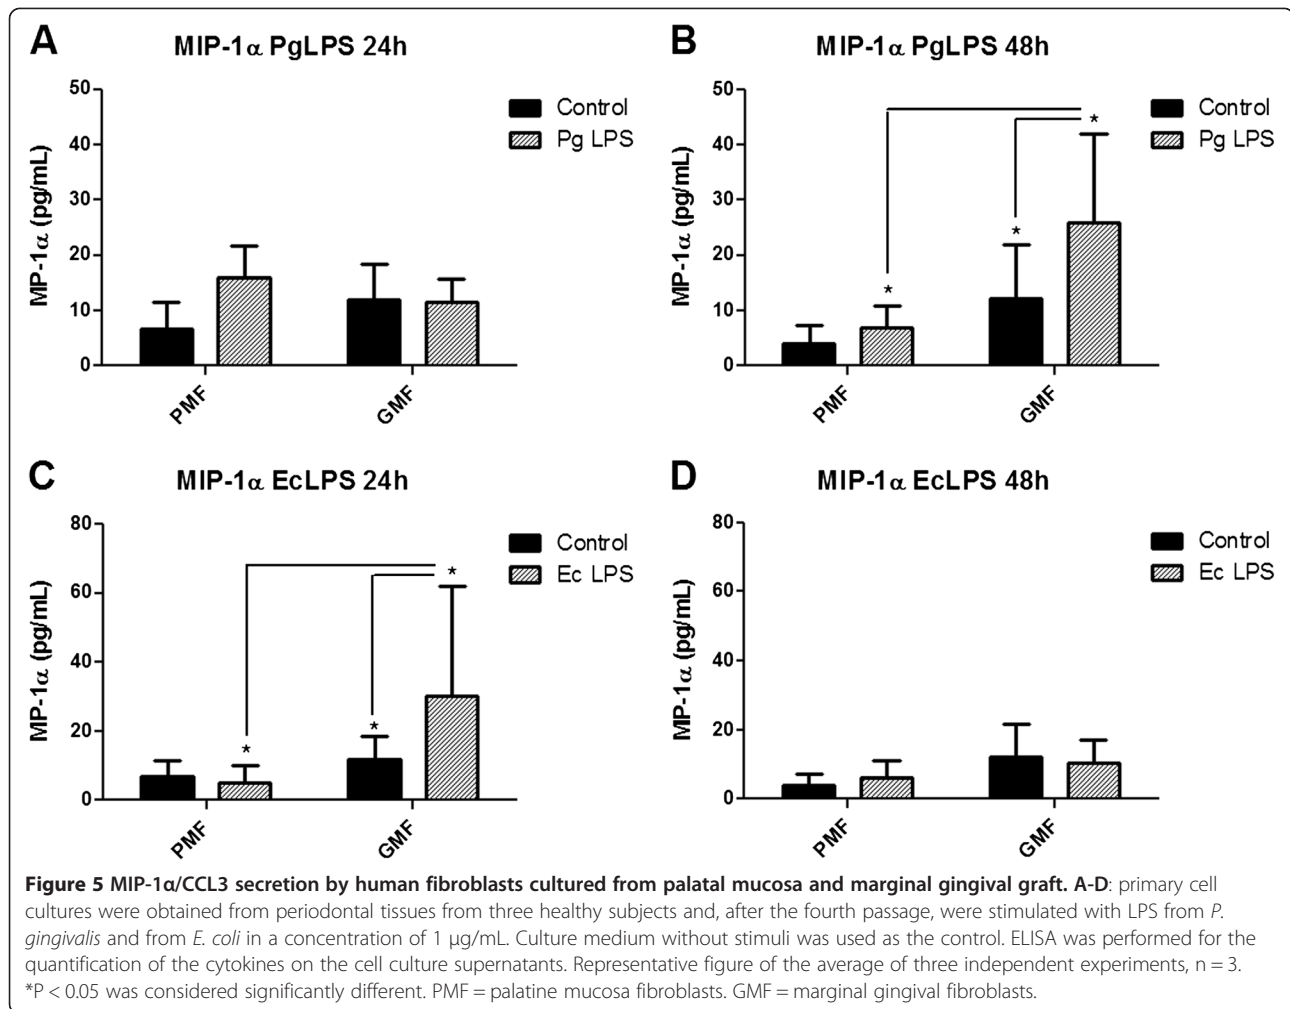 A
MIP-1α PgLPS 24h
50
40
30
20
10
0
MP-1α (pg/mL)
Control
Pg LPS
PMF
GMF
B
MIP-1α PgLPS 48h
50
40
30
20
10
0
MP-1α (pg/mL)
Control
Pg LPS
*
*
*
PMF
GMF
C
MIP-1α EcLPS 24h
80
60
40
20
0
MP-1α (pg/mL)
Control
Ec LPS
*
*
*
PMF
GMF
D
MIP-1α EcLPS 48h
80
60
40
20
0
MP-1α (pg/mL)
Control
Ec LPS
PMF
GMF
Figure 5 MIP-1α/CCL3 secretion by human fibroblasts cultured from palatal mucosa and marginal gingival graft. A-D: primary cell
cultures were obtained from periodontal tissues from three healthy subjects and, after the fourth passage, were stimulated with LPS from P.
gingivalis and from E. coli in a concentration of 1 μg/mL. Culture medium without stimuli was used as the control. ELISA was performed for the
quantification of the cytokines on the cell culture supernatants. Representative figure of the average of three independent experiments, n = 3.
*P < 0.05 was considered significantly different. PMF = palatine mucosa fibroblasts. GMF = marginal gingival fibroblasts.